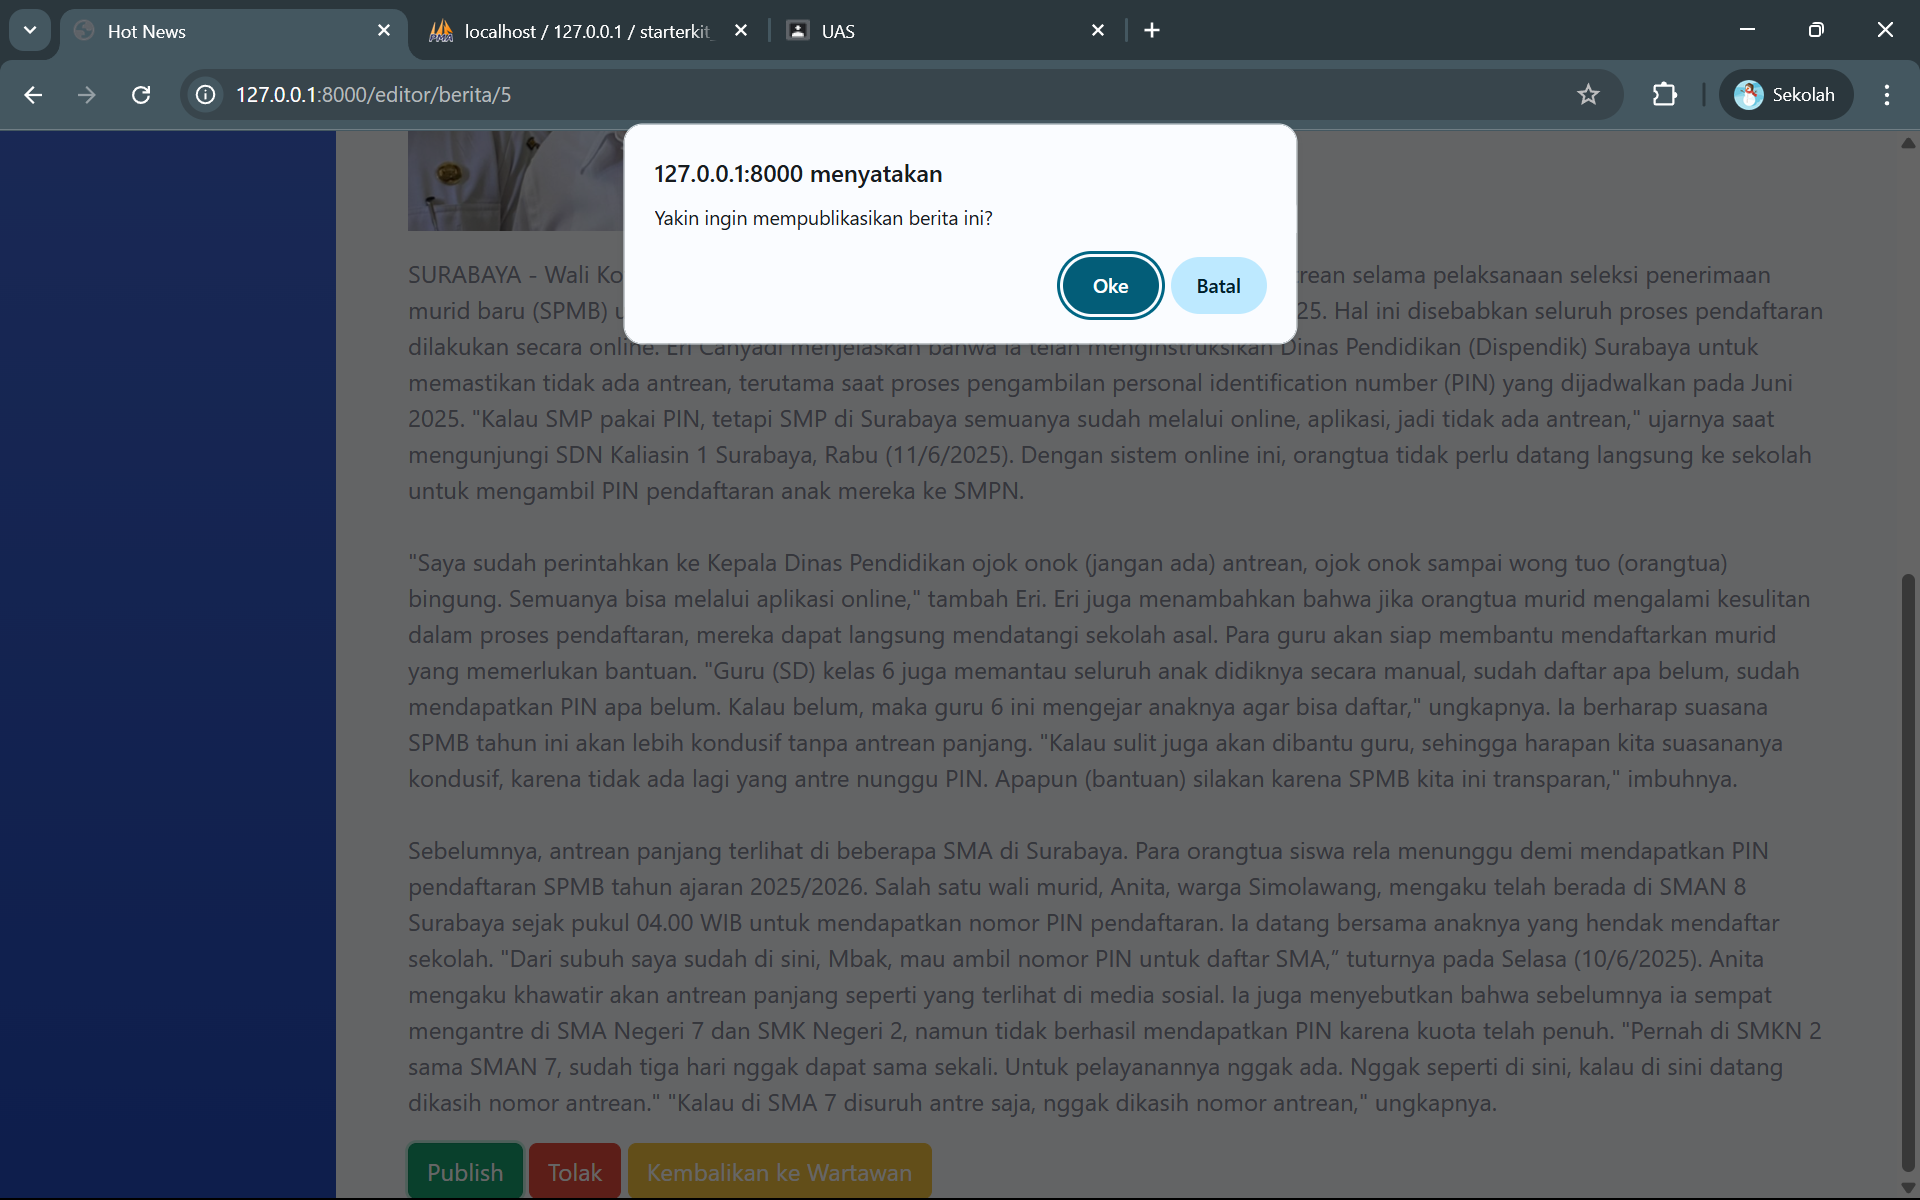 Hot News
localhost / 127.0.0.1 / starterkit_
UAS
127.0.0.1:8000/editor/berita/5
Sekolah
127.0.0.1:8000 menyatakan
Yakin ingin mempublikasikan berita ini?
Oke
Batal
SURABAYA - Wali Ko rean selama pelaksanaan seleksi penerimaan
murid baru (SPMB) 25. Hal ini disebabkan seluruh proses pendaftaran
dilakukan secara online. Eri Cahyadi menjelaskan bahwa ia telah menginstruksikan Dinas Pendidikan (Dispendik) Surabaya untuk
memastikan tidak ada antrean, terutama saat proses pengambilan personal identification number (PIN) yang dijadwalkan pada Juni
2025. "Kalau SMP pakai PIN, tetapi SMP di Surabaya semuanya sudah melalui online, aplikasi, jadi tidak ada antrean," ujarnya saat
mengunjungi SDN Kaliasin 1 Surabaya, Rabu (11/6/2025). Dengan sistem online ini, orangtua tidak perlu datang langsung ke sekolah
untuk mengambil PIN pendaftaran anak mereka ke SMPN.
"Saya sudah perintahkan ke Kepala Dinas Pendidikan ojok onok (jangan ada) antrean, ojok onok sampai wong tuo (orangtua)
bingung. Semuanya bisa melalui aplikasi online," tambah Eri. Eri juga menambahkan bahwa jika orangtua murid mengalami kesulitan
dalam proses pendaftaran, mereka dapat langsung mendatangi sekolah asal. Para guru akan siap membantu mendaftarkan murid
yang memerlukan bantuan. "Guru (SD) kelas 6 juga memantau seluruh anak didiknya secara manual, sudah daftar apa belum, sudah
mendapatkan PIN apa belum. Kalau belum, maka guru 6 ini mengejar anaknya agar bisa daftar," ungkapnya. Ia berharap suasana
SPMB tahun ini akan lebih kondusif tanpa antrean panjang. "Kalau sulit juga akan dibantu guru, sehingga harapan kita suasananya
kondusif, karena tidak ada lagi yang antre nunggu PIN. Apapun (bantuan) silakan karena SPMB kita ini transparan," imbuhnya.
Sebelumnya, antrean panjang terlihat di beberapa SMA di Surabaya. Para orangtua siswa rela menunggu demi mendapatkan PIN
pendaftaran SPMB tahun ajaran 2025/2026. Salah satu wali murid, Anita, warga Simolawang, mengaku telah berada di SMAN 8
Surabaya sejak pukul 04.00 WIB untuk mendapatkan nomor PIN pendaftaran. Ia datang bersama anaknya yang hendak mendaftar
sekolah. "Dari subuh saya sudah di sini, Mbak, mau ambil nomor PIN untuk daftar SMA,” tuturnya pada Selasa (10/6/2025). Anita
mengaku khawatir akan antrean panjang seperti yang terlihat di media sosial. Ia juga menyebutkan bahwa sebelumnya ia sempat
mengantre di SMA Negeri 7 dan SMK Negeri 2, namun tidak berhasil mendapatkan PIN karena kuota telah penuh. "Pernah di SMKN 2
sama SMAN 7, sudah tiga hari nggak dapat sama sekali. Untuk pelayanannya nggak ada. Nggak seperti di sini, kalau di sini datang
dikasih nomor antrean." "Kalau di SMA 7 disuruh antre saja, nggak dikasih nomor antrean," ungkapnya.
Publish
Tolak
Kembalikan ke Wartawan